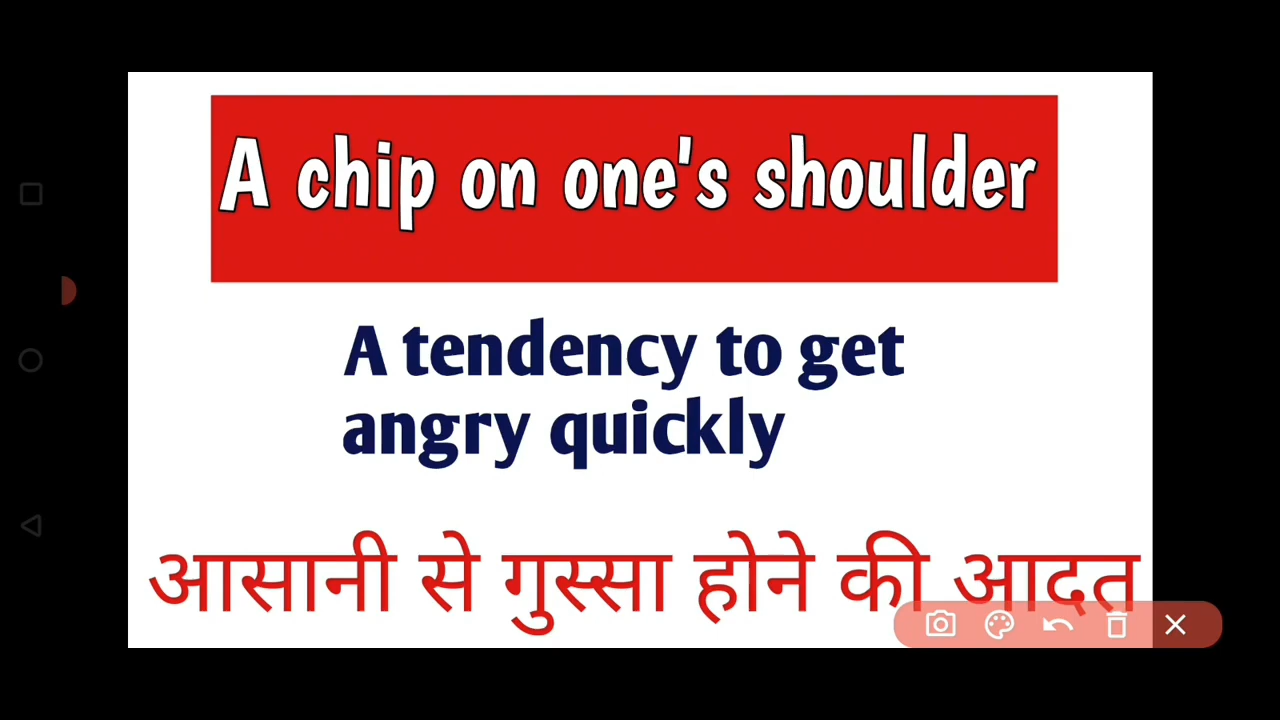 A chip on one's shoulder
A tendency to get
angry quickly
आसानी से गुस्सा होने की आदत